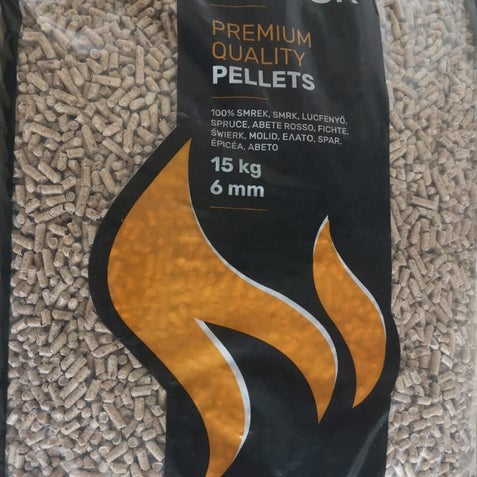 PREMIUM
QUALITY
PELLETS
100% SMREK, SMRK, LUCFENYŐ,
SPRUCE, ABETE ROSSO, FICHTE,
ŚWIERK, MOLID, ΕΛΑΤΟ, SPAR,
ÉPICÉA, ABETO
15 kg
6 mm